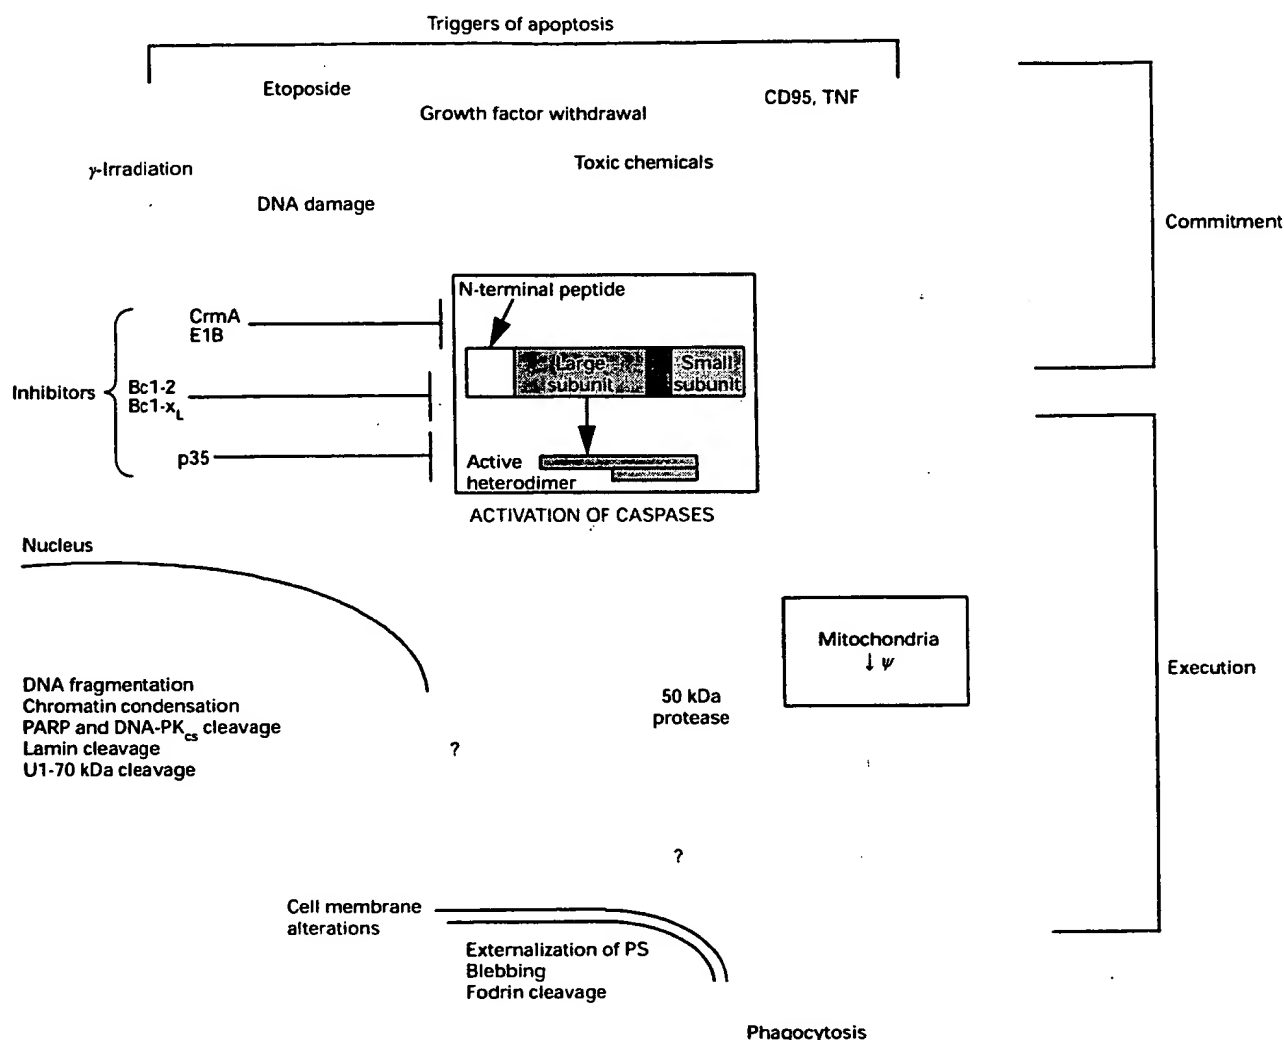 Triggers of apoptosis
Etoposide
CD95, TNF
Growth factor withdrawal
Toxic chemicals
γ-Irradiation
DNA damage
Commitment
N-terminal peptide
CrmA
E1B
Large
subunit
Small
subunit
Inhibitors
Bc1-2
Bc1-xL
p35
Active
heterodimer
ACTIVATION OF CASPASES
Nucleus
Mitochondria
↓ ψ
Execution
DNA fragmentation
Chromatin condensation
PARP and DNA-PKcs cleavage
Lamin cleavage
U1-70 kDa cleavage
50 kDa
protease
?
?
Cell membrane
alterations
Externalization of PS
Blebbing
Fodrin cleavage
Phagocytosis